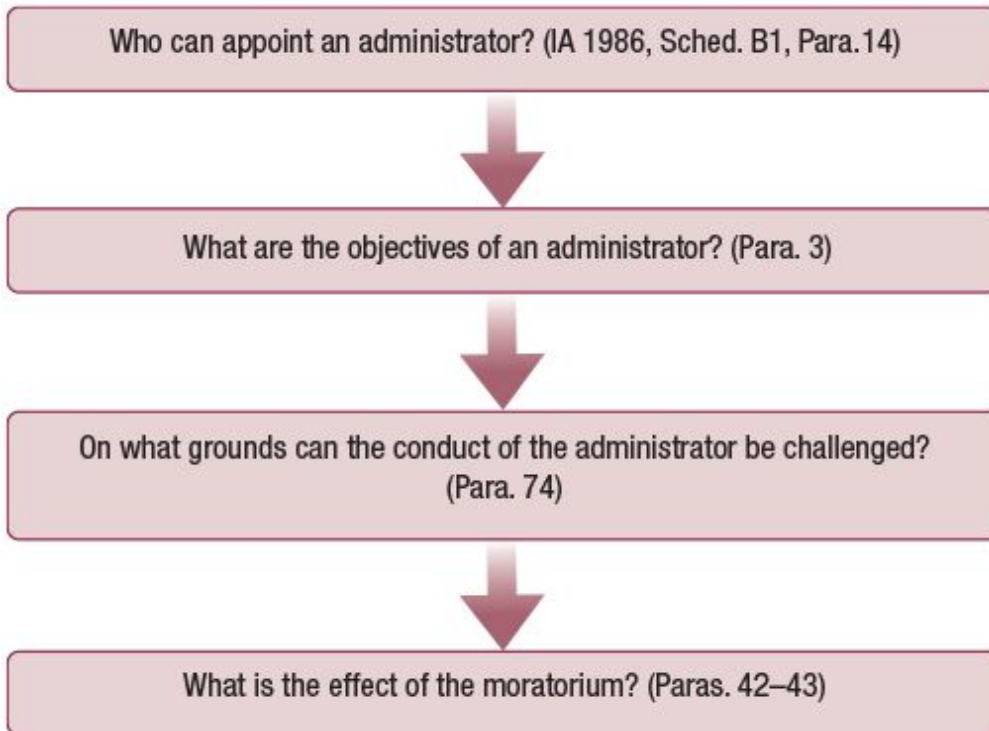 Who can appoint an administrator? (IA 1986, Sched. B1, Para.14)
What are the objectives of an administrator? (Para. 3)
On what grounds can the conduct of the administrator be challenged?
(Para. 74)
What is the effect of the moratorium? (Paras. 42–43)